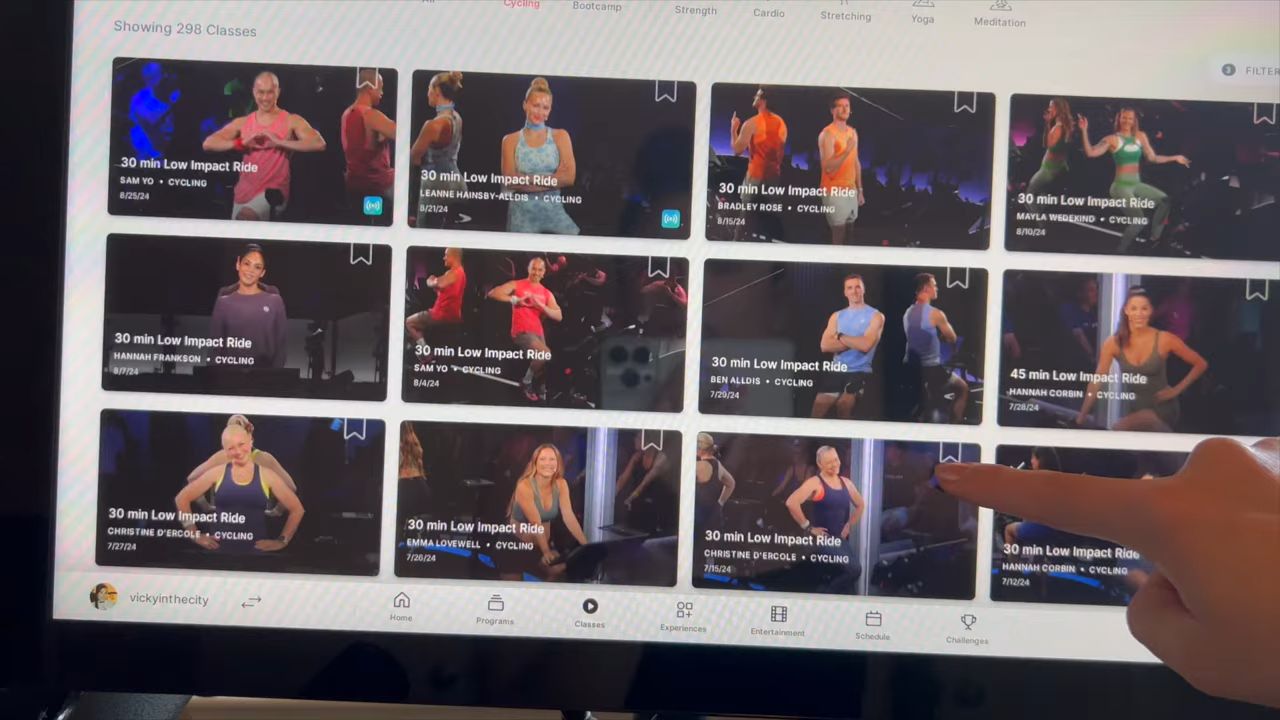 All
Cycling
Bootcamp
Strength
Cardio
Stretching
Yoga
Meditation
Showing 298 Classes
3 FILTER
30 min Low Impact Ride
SAM YO • CYCLING
8/25/24
30 min Low Impact Ride
LEANNE HAINSBY-ALLDIS • CYCLING
8/21/24
30 min Low Impact Ride
BRADLEY ROSE • CYCLING
8/15/24
30 min Low Impact Ride
MAYLA WEDEKIND • CYCLING
8/10/24
30 min Low Impact Ride
HANNAH FRANKSON • CYCLING
8/7/24
30 min Low Impact Ride
SAM YO • CYCLING
8/4/24
30 min Low Impact Ride
BEN ALLDIS • CYCLING
7/29/24
45 min Low Impact Ride
HANNAH CORBIN • CYCLING
7/28/24
30 min Low Impact Ride
CHRISTINE D'ERCOLE • CYCLING
7/27/24
30 min Low Impact Ride
EMMA LOVEWELL • CYCLING
7/26/24
30 min Low Impact Ride
CHRISTINE D'ERCOLE • CYCLING
7/15/24
30 min Low Impact Ride
HANNAH CORBIN • CYCLING
7/12/24
vickyinthecity
Home
Programs
Classes
Experiences
Entertainment
Schedule
Challenges